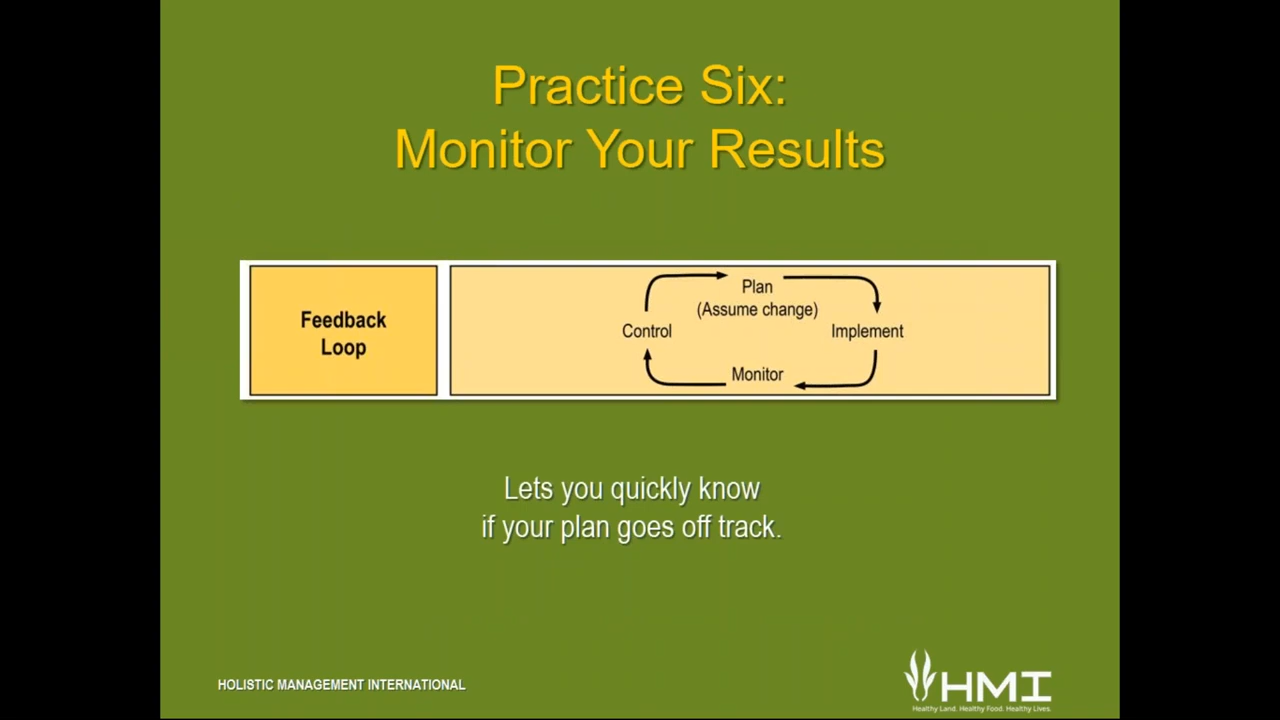 Practice Six:
Monitor Your Results
Feedback
Loop
Plan
(Assume change)
Control
Implement
Monitor
Lets you quickly know
if your plan goes off track.
HOLISTIC MANAGEMENT INTERNATIONAL
HMI
Healthy Land. Healthy Food. Healthy Lives.